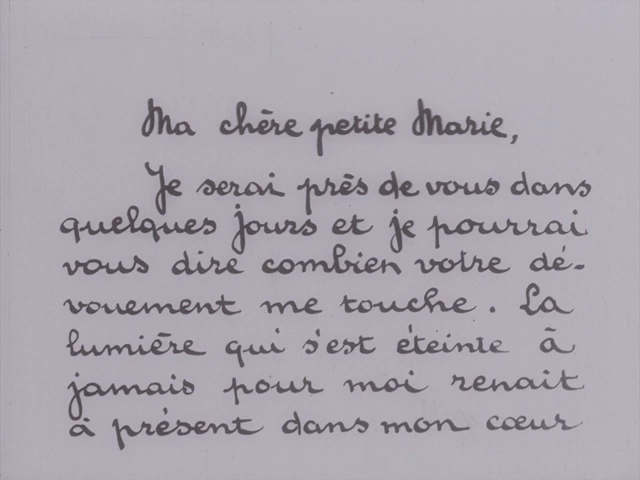 Ma chère petite Marie,
Je serai près de vous dans
quelques jours et je pourrai
vous dire combien votre dé-
vouement me touche. La
lumière qui s'est éteinte à
jamais pour moi renait
à présent dans mon cœur